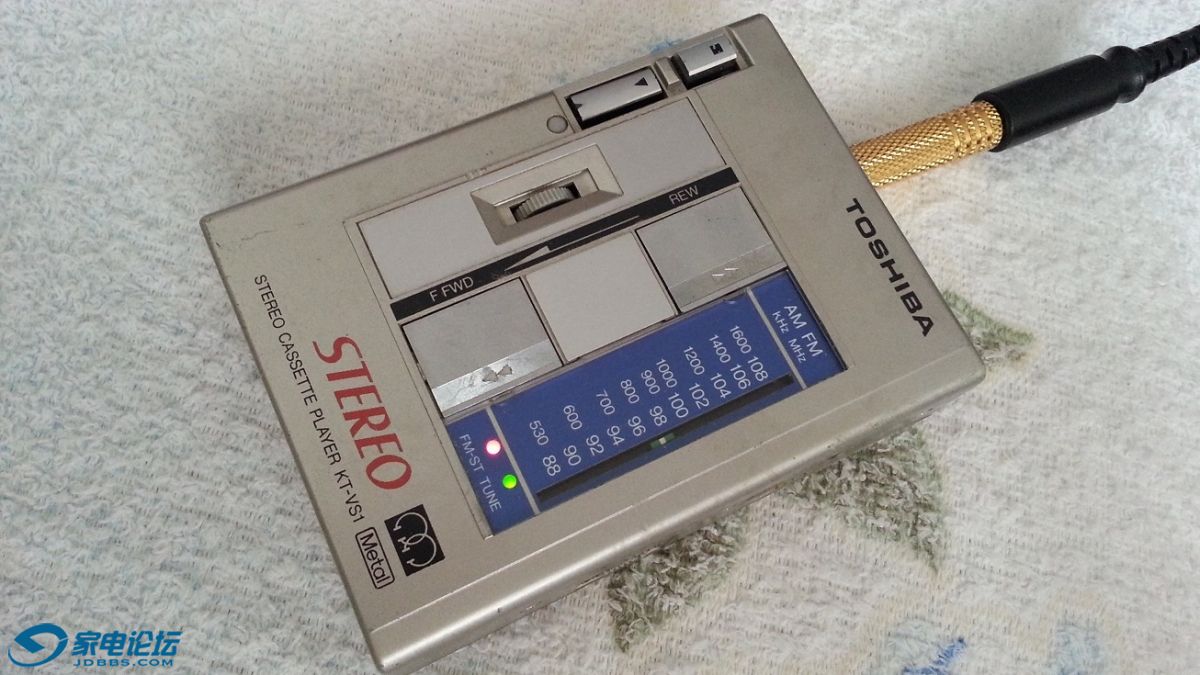 TOSHIBA
REW
F FWD
AM FM
KHz MHz
1600 108
1400 106
1200 104
1000 102
900 100
800 98
700 96
600 94
92
530 90
88
FM-ST TUNE
STEREO
STEREO CASSETTE PLAYER KT-VS1
Metal
家电论坛
JDBBS.COM